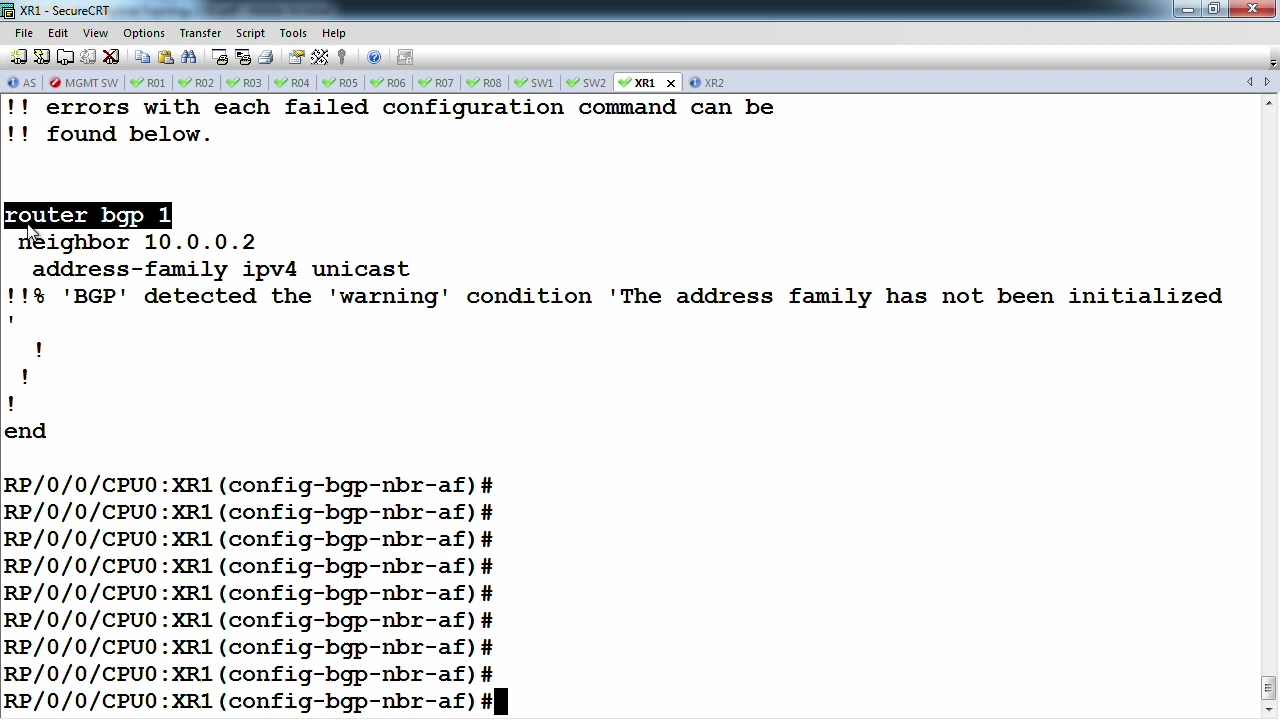 XR1 - SecureCRT
File Edit View Options Transfer Script Tools Help
AS MGMT SW R01 R02 R03 R04 R05 R06 R07 R08 SW1 SW2 XR1 XR2
!! errors with each failed configuration command can be
!! found below.
router bgp 1
neighbor 10.0.0.2
address-family ipv4 unicast
!!% 'BGP' detected the 'warning' condition 'The address family has not been initialized
'
!
!
!
end
RP/0/0/CPU0:XR1(config-bgp-nbr-af)#
RP/0/0/CPU0:XR1(config-bgp-nbr-af)#
RP/0/0/CPU0:XR1(config-bgp-nbr-af)#
RP/0/0/CPU0:XR1(config-bgp-nbr-af)#
RP/0/0/CPU0:XR1(config-bgp-nbr-af)#
RP/0/0/CPU0:XR1(config-bgp-nbr-af)#
RP/0/0/CPU0:XR1(config-bgp-nbr-af)#
RP/0/0/CPU0:XR1(config-bgp-nbr-af)#
RP/0/0/CPU0:XR1(config-bgp-nbr-af)#